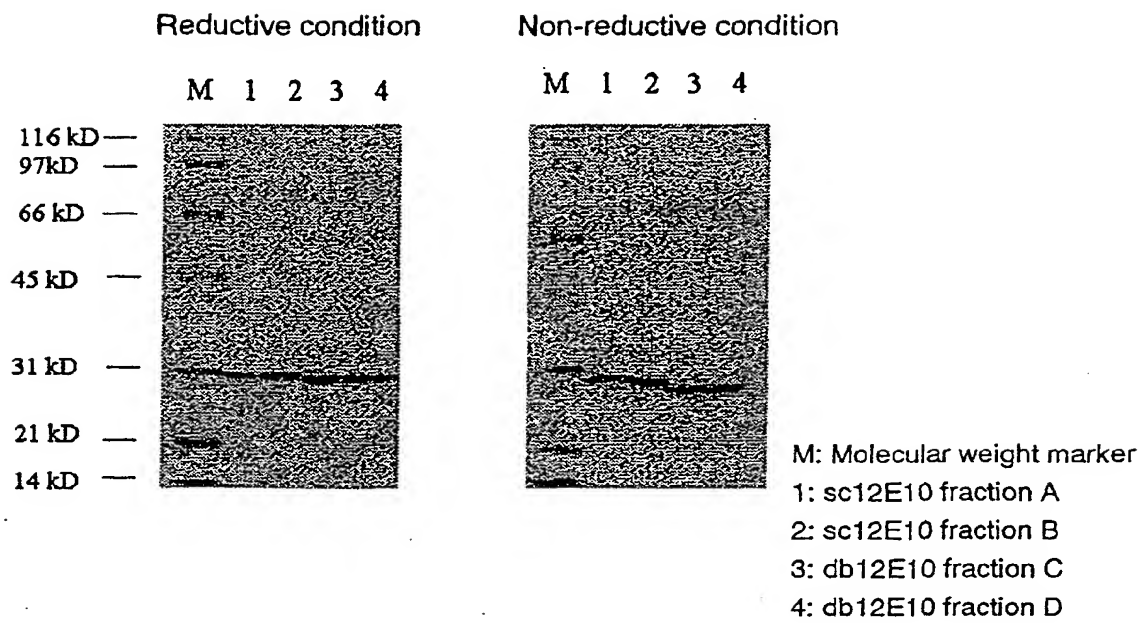 Reductive condition
Non-reductive condition
M 1 2 3 4
M 1 2 3 4
116 kD
97kD
66 kD
45 kD
31 kD
21 kD
14 kD
M: Molecular weight marker
1: sc12E10 fraction A
2: sc12E10 fraction B
3: db12E10 fraction C
4: db12E10 fraction D